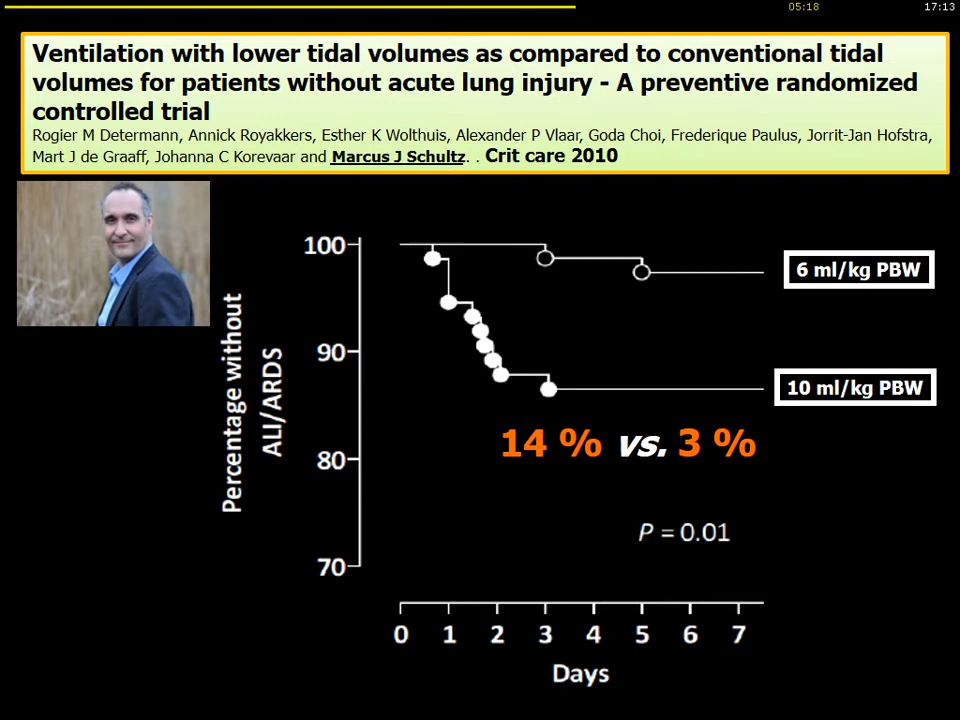 05:18
17:13
Ventilation with lower tidal volumes as compared to conventional tidal
volumes for patients without acute lung injury - A preventive randomized
controlled trial
Rogier M Determann, Annick Royakkers, Esther K Wolthuis, Alexander P Vlaar, Goda Choi, Frederique Paulus, Jorrit-Jan Hofstra,
Mart J de Graaff, Johanna C Korevaar and Marcus J Schultz. . Crit care 2010
Percentage without
ALI/ARDS
100
90
80
70
6 ml/kg PBW
10 ml/kg PBW
14 % vs. 3 %
P = 0.01
0 1 2 3 4 5 6 7
Days